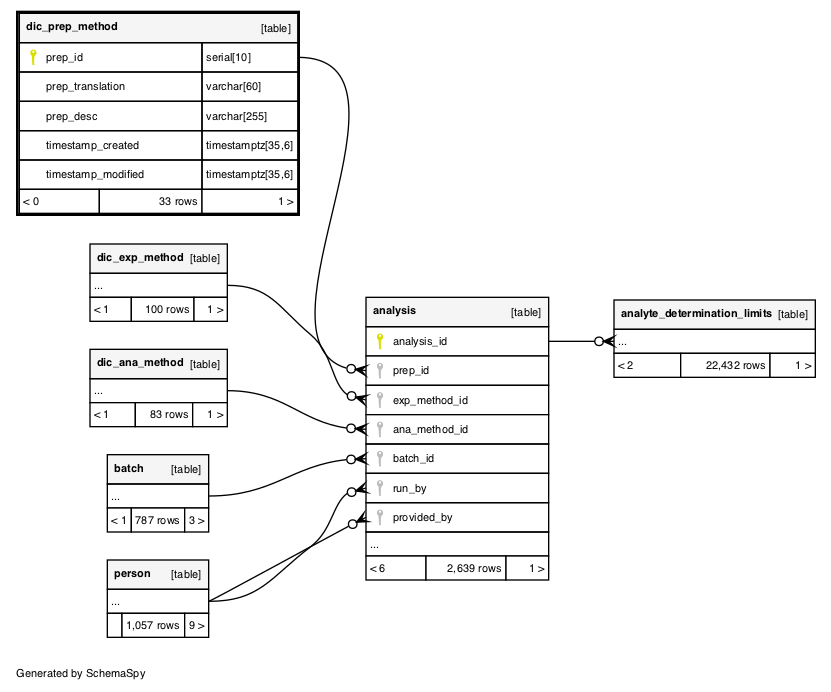 dic_prep_method [table]
prep_id serial[10]
prep_translation varchar[60]
prep_desc varchar[255]
timestamp_created timestamptz[35,6]
timestamp_modified timestamptz[35,6]
< 0 33 rows 1 >
dic_exp_method [table]
...
< 1 100 rows 1 >
dic_ana_method [table]
...
< 1 83 rows 1 >
batch [table]
...
< 1 787 rows 3 >
person [table]
...
1,057 rows 9 >
analysis [table]
analysis_id
prep_id
exp_method_id
ana_method_id
batch_id
run_by
provided_by
...
< 6 2,639 rows 1 >
analyte_determination_limits [table]
...
< 2 22,432 rows 1 >
Generated by SchemaSpy